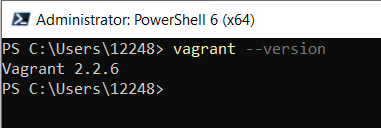 Administrator: PowerShell 6 (x64)
PS C:\Users\12248> vagrant --version
Vagrant 2.2.6
PS C:\Users\12248>